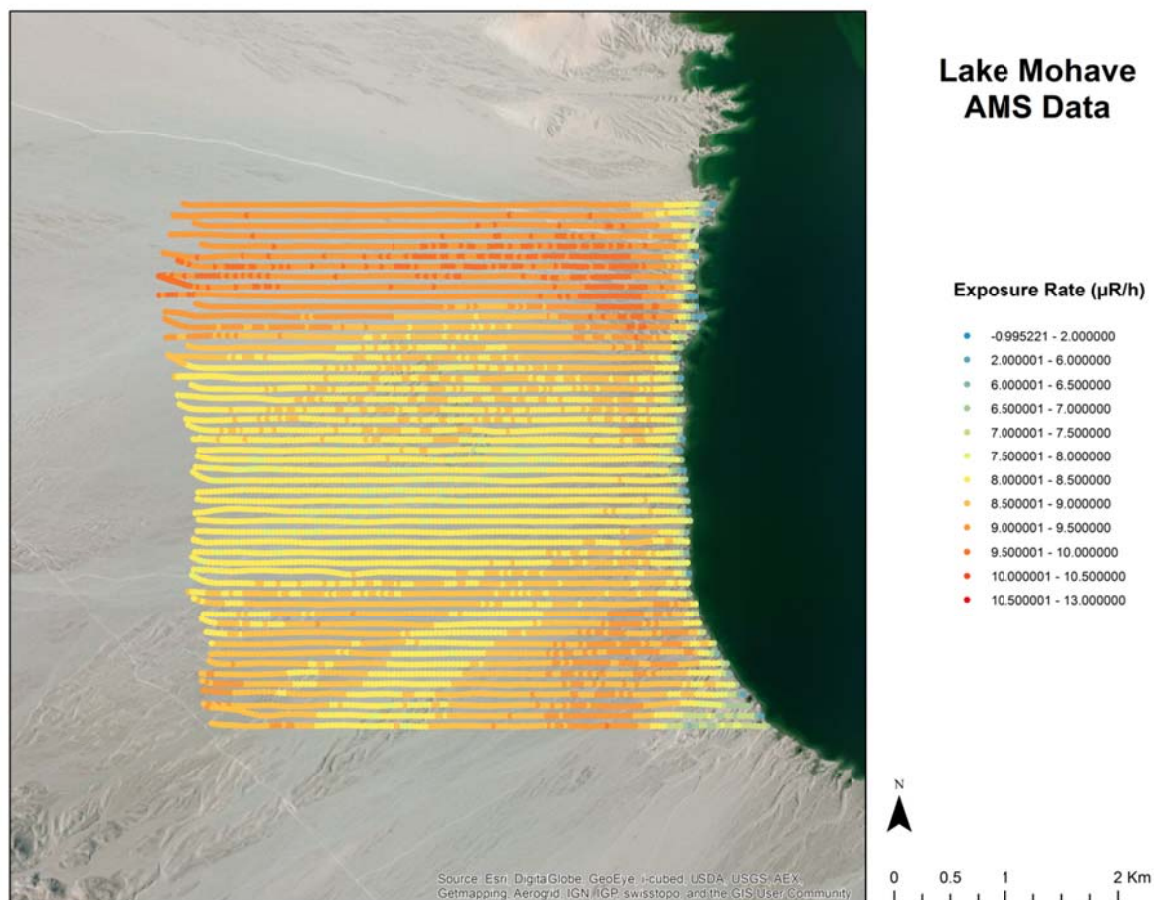 Lake Mohave
AMS Data
Exposure Rate (µR/h)
-0.995221 - 2.000000
2.000001 - 6.000000
6.000001 - 6.500000
6.500001 - 7.000000
7.000001 - 7.500000
7.500001 - 8.000000
8.000001 - 8.500000
8.500001 - 9.000000
9.000001 - 9.500000
9.500001 - 10.000000
10.000001 - 10.500000
10.500001 - 13.000000
N
0 0.5 1 2 Km
Source: Esri, DigitalGlobe, GeoEye, i-cubed, USDA, USGS, AEX,
Getmapping, Aerogrid, IGN, IGP, swisstopo, and the GIS User Community